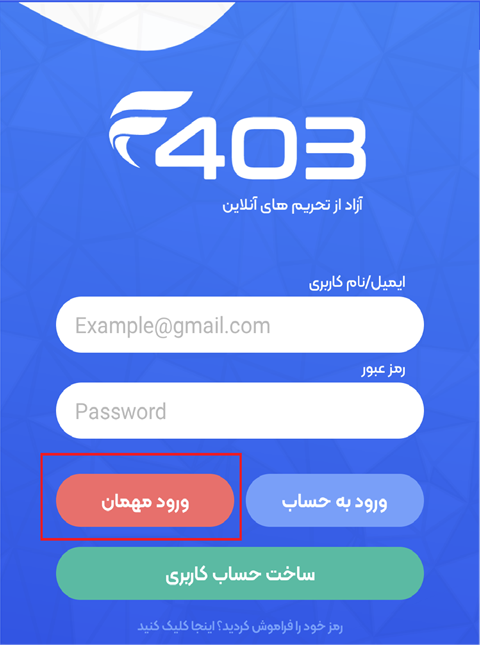 403
آزاد از تحریم های آنلاین
ایمیل/نام کاربری
Example@gmail.com
رمز عبور
Password
ورود به حساب
ورود مهمان
ساخت حساب کاربری
رمز خود را فراموش کردید؟ اینجا کلیک کنید